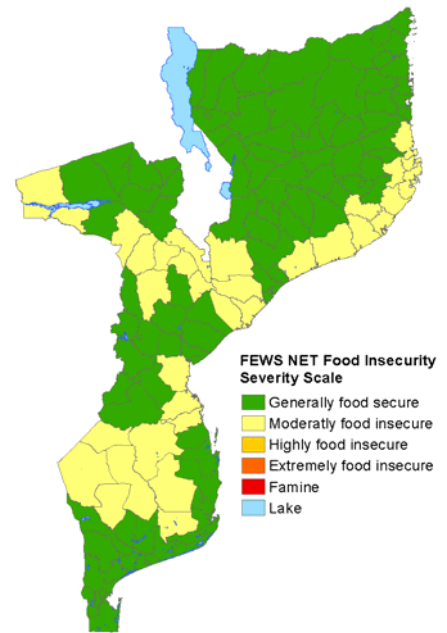 FEWS NET Food Insecurity
Severity Scale
Generally food secure
Moderatly food insecure
Highly food insecure
Extremely food insecure
Famine
Lake